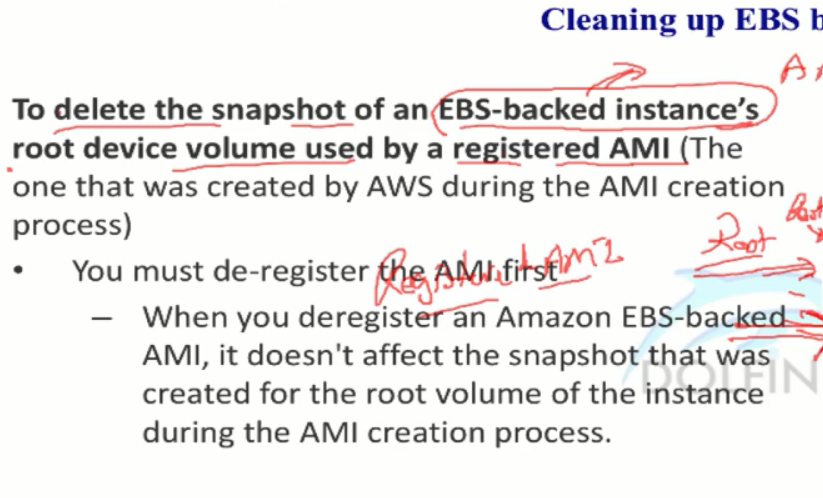 Cleaning up EBS b
To delete the snapshot of an EBS-backed instance's
root device volume used by a registered AMI (The
one that was created by AWS during the AMI creation
process)
Root
• You must de-register the AMI first
Registered AMI
– When you deregister an Amazon EBS-backed
AMI, it doesn't affect the snapshot that was
created for the root volume of the instance
during the AMI creation process.
DOLFIN